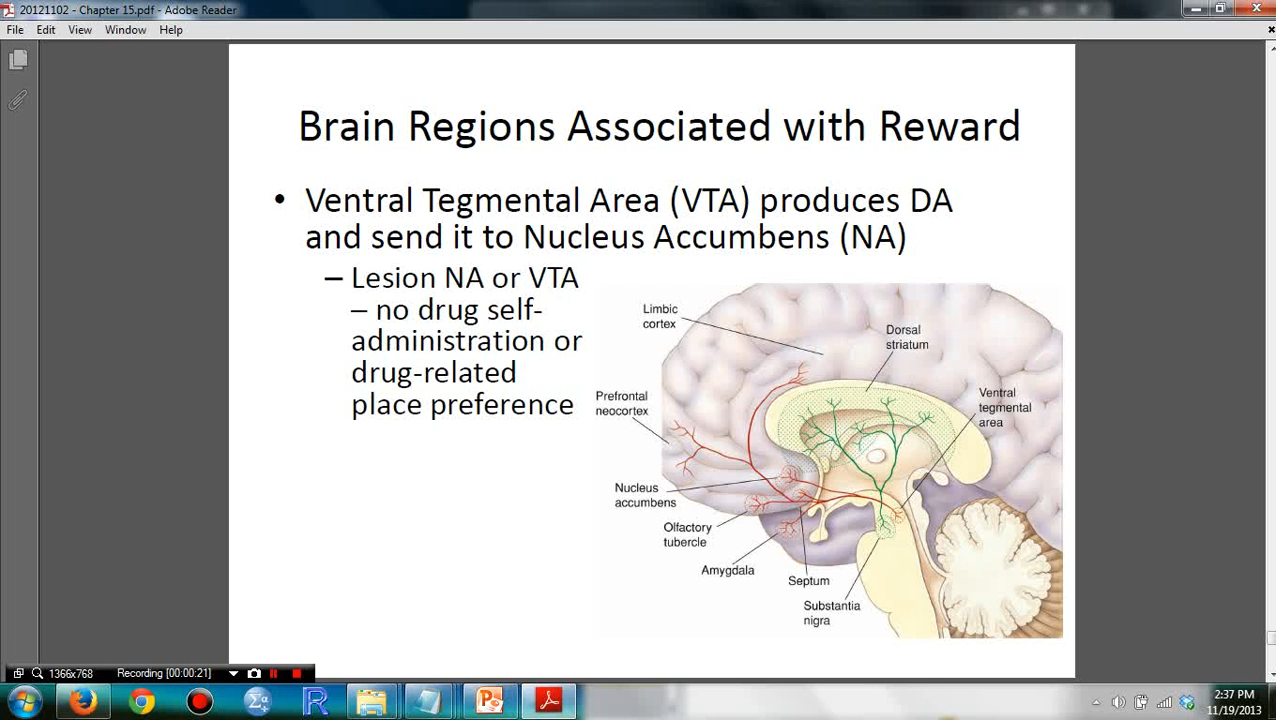 20121102 - Chapter 15.pdf - Adobe Reader
File Edit View Window Help
Brain Regions Associated with Reward
• Ventral Tegmental Area (VTA) produces DA
and send it to Nucleus Accumbens (NA)
– Lesion NA or VTA
– no drug self-
administration or
drug-related
place preference
Limbic
cortex
Dorsal
striatum
Prefrontal
neocortex
Ventral
tegmental
area
Nucleus
accumbens
Olfactory
tubercle
Amygdala
Septum
Substantia
nigra
1366x768 Recording [00:00:21]
2:37 PM
11/19/2013